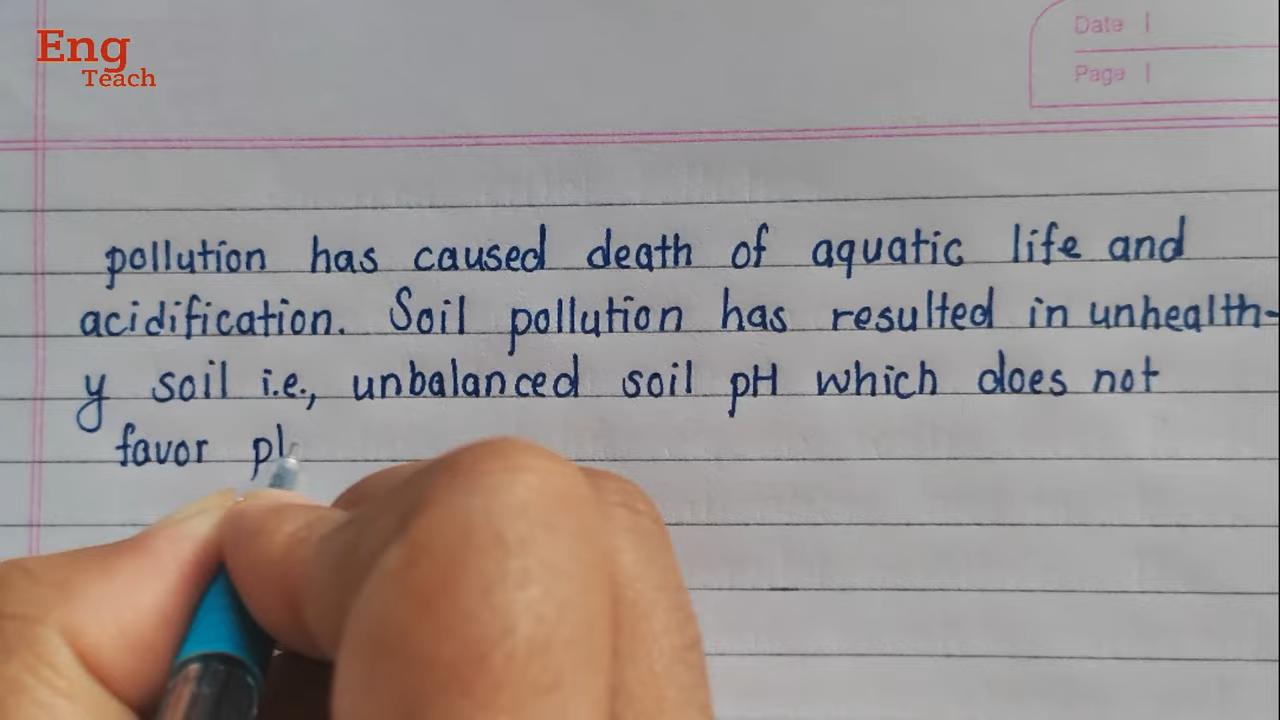 Eng
Teach
Date
Page
pollution has caused death of aquatic life and
acidification. Soil pollution has resulted in unhealth-
y soil i.e., unbalanced soil pH which does not
favor pl